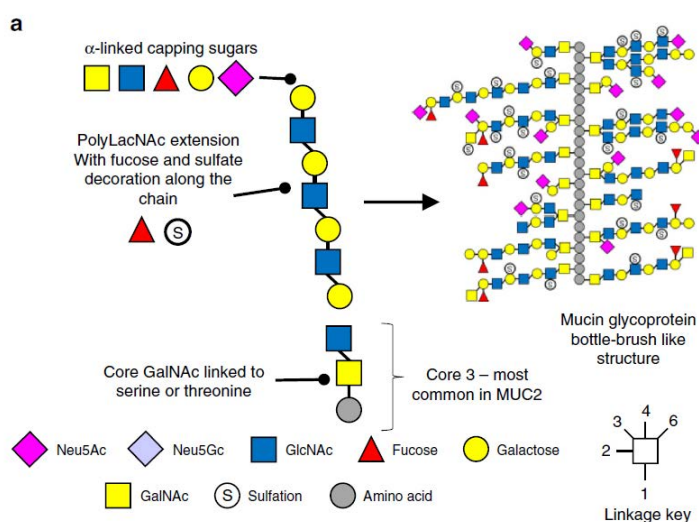 a
α-linked capping sugars
PolyLacNAc extension
With fucose and sulfate
decoration along the
chain
S
Mucin glycoprotein
bottle-brush like
structure
Core GalNAc linked to
serine or threonine
Core 3 – most
common in MUC2
Neu5Ac
Neu5Gc
GlcNAc
Fucose
Galactose
GalNAc
S
Sulfation
Amino acid
4
3
6
2
1
Linkage key